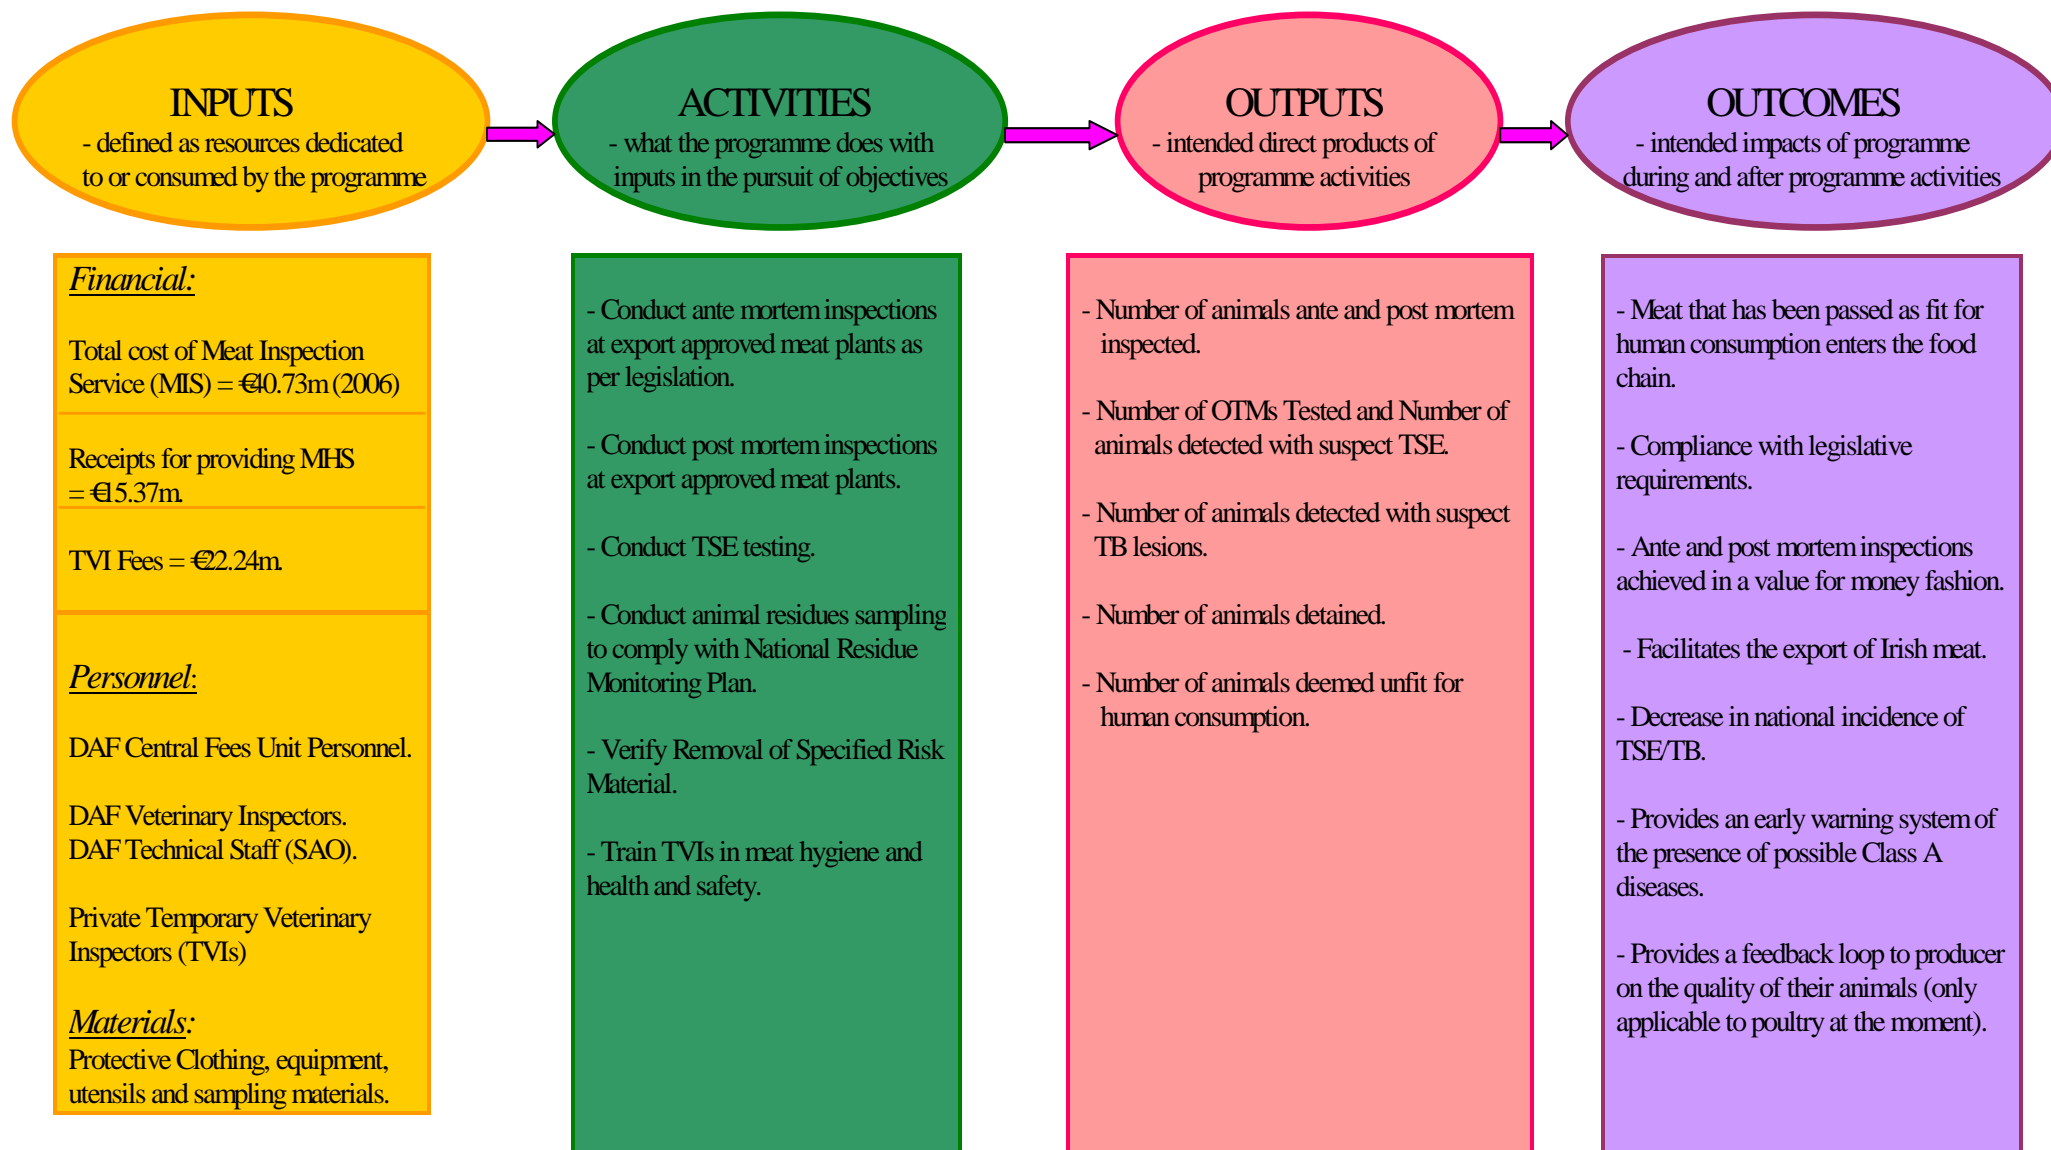 INPUTS
- defined as resources dedicated
to or consumed by the programme
ACTIVITIES
- what the programme does with
inputs in the pursuit of objectives
OUTPUTS
- intended direct products of
programme activities
OUTCOMES
- intended impacts of programme
during and after programme activities
Financial:
Total cost of Meat Inspection
Service (MIS) = €40.73m (2006)
Receipts for providing MHS
= €15.37m.
TVI Fees = €22.24m.
Personnel:
DAF Central Fees Unit Personnel.
DAF Veterinary Inspectors.
DAF Technical Staff (SAO).
Private Temporary Veterinary
Inspectors (TVIs)
Materials:
Protective Clothing, equipment,
utensils and sampling materials.
- Conduct ante mortem inspections
at export approved meat plants as
per legislation.
- Conduct post mortem inspections
at export approved meat plants.
- Conduct TSE testing.
- Conduct animal residues sampling
to comply with National Residue
Monitoring Plan.
- Verify Removal of Specified Risk
Material.
- Train TVIs in meat hygiene and
health and safety.
- Number of animals ante and post mortem
inspected.
- Number of OTMs Tested and Number of
animals detected with suspect TSE.
- Number of animals detected with suspect
TB lesions.
- Number of animals detained.
- Number of animals deemed unfit for
human consumption.
- Meat that has been passed as fit for
human consumption enters the food
chain.
- Compliance with legislative
requirements.
- Ante and post mortem inspections
achieved in a value for money fashion.
- Facilitates the export of Irish meat.
- Decrease in national incidence of
TSE/TB.
- Provides an early warning system of
the presence of possible Class A
diseases.
- Provides a feedback loop to producer
on the quality of their animals (only
applicable to poultry at the moment).